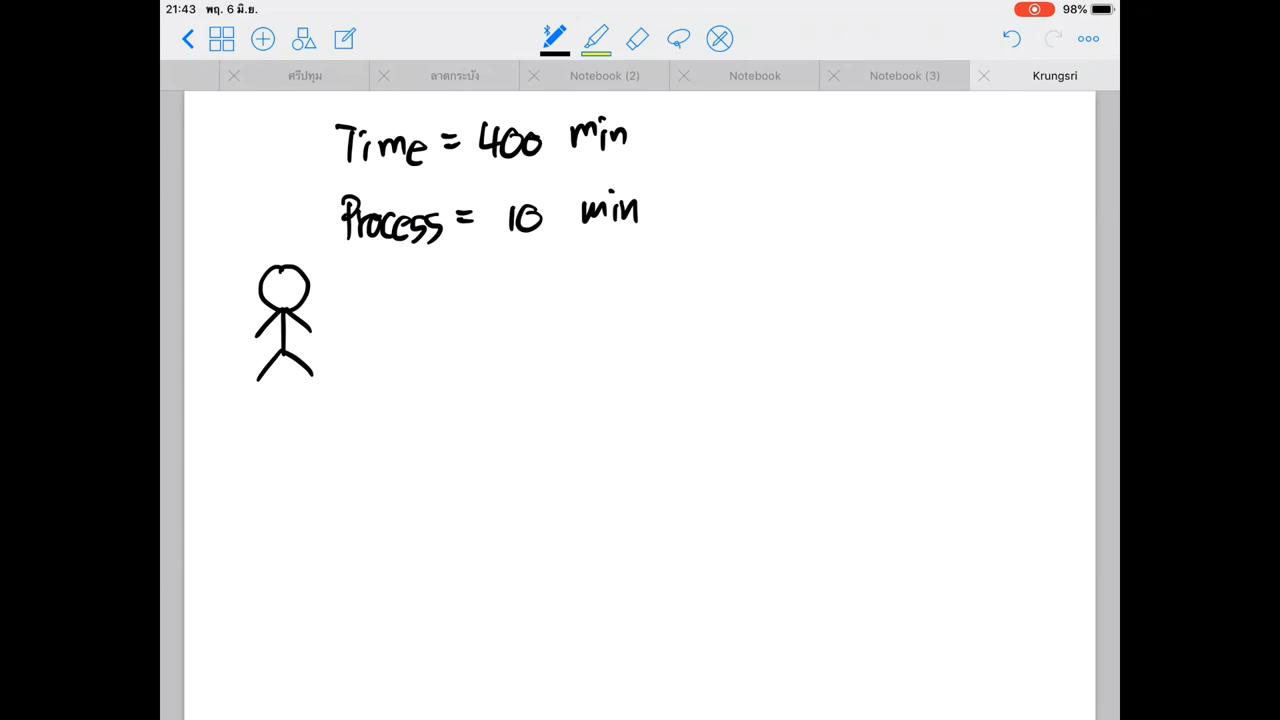 21:43 พฤ. 6 มิ.ย. 98%
ศรีปทุม ลาดกระบัง Notebook (2) Notebook Notebook (3) Krungsri
Time = 400 min
Process = 10 min